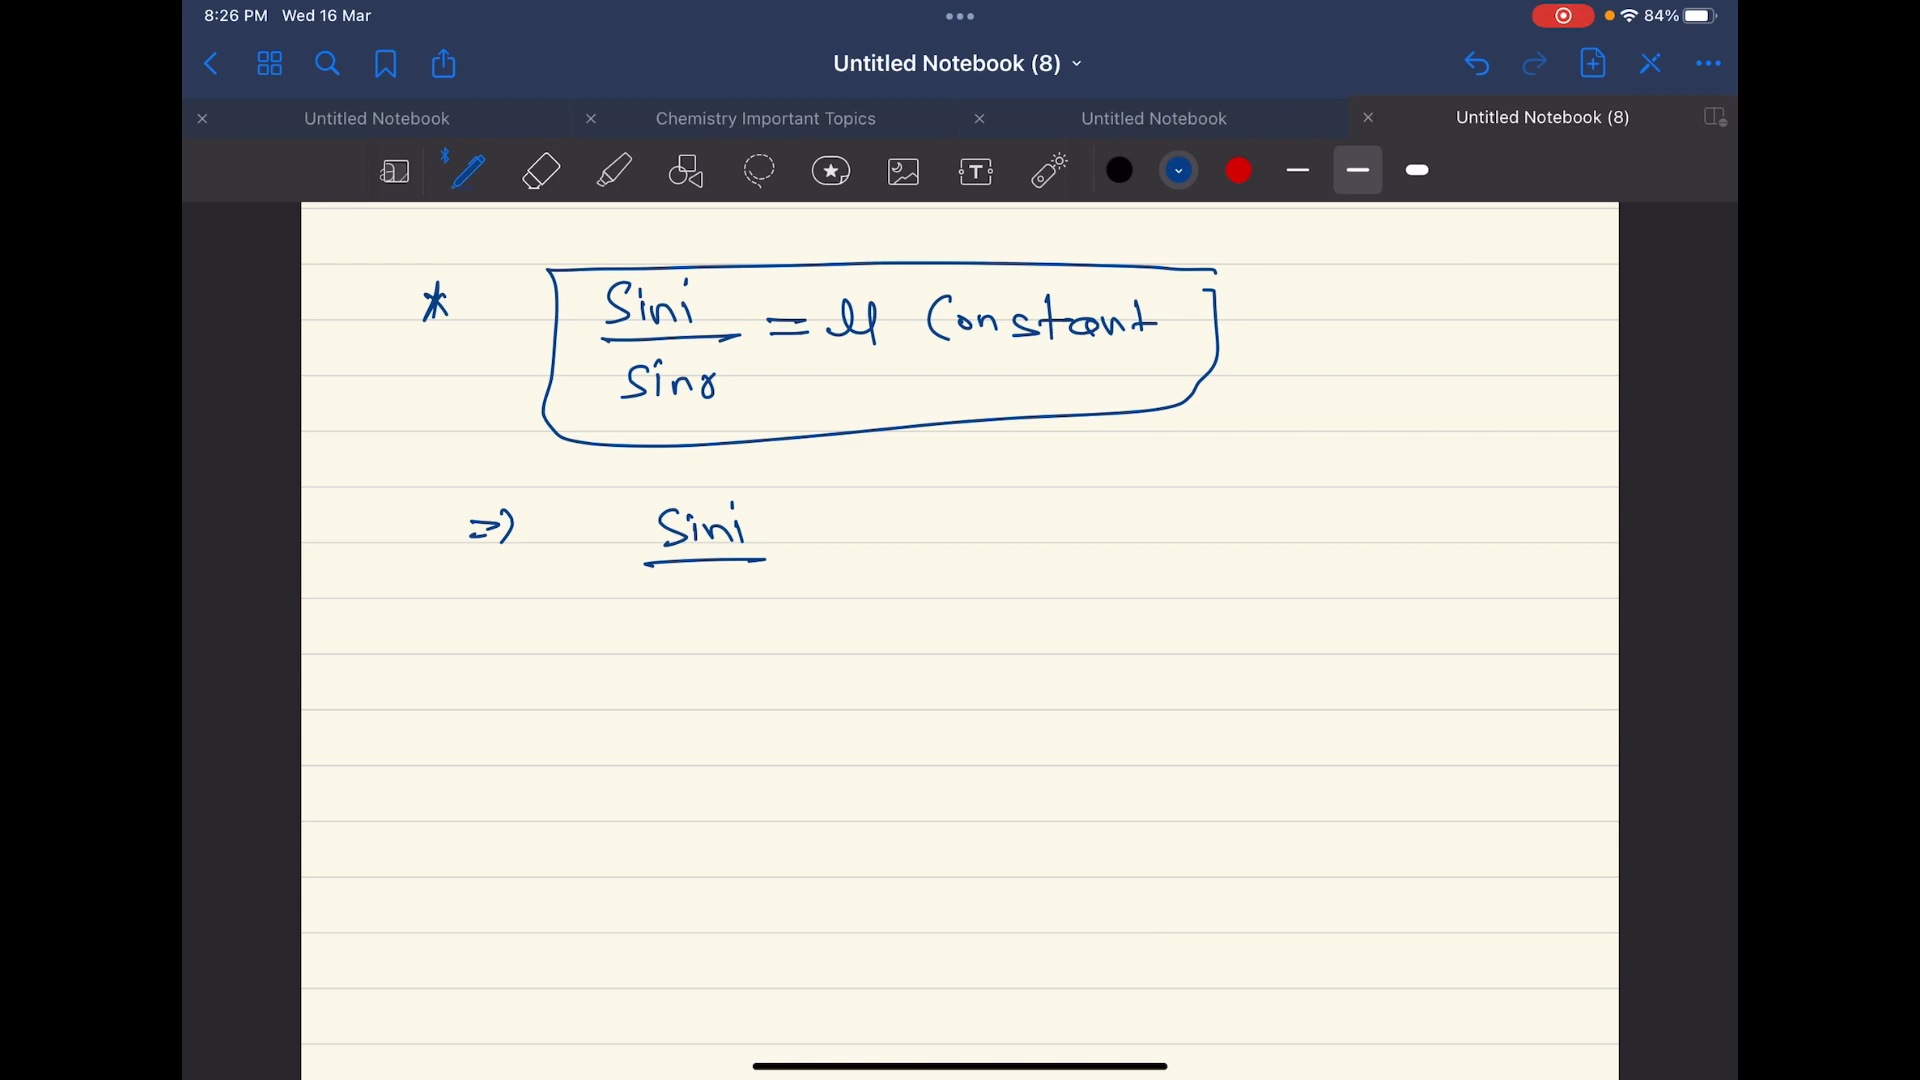 8:26 PM Wed 16 Mar
84%
Untitled Notebook (8)
Untitled Notebook
Chemistry Important Topics
Untitled Notebook
Untitled Notebook (8)
T
* Sini
= μ Constant
Sinr
⇒ Sini